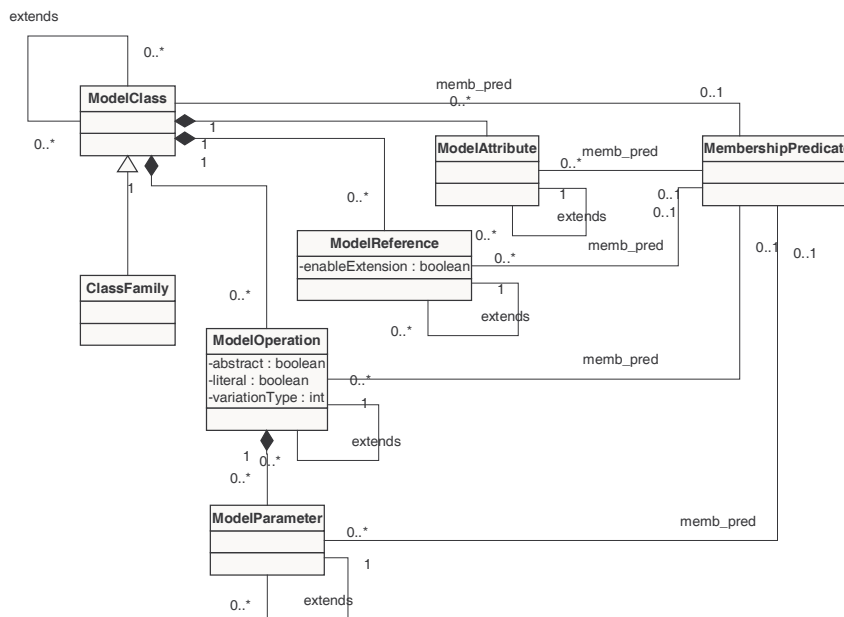 extends
0..*
ModelClass
memb_pred
0..1
0..*
1
0..*
1
1
ModelAttribute
memb_pred
MembershipPredicate
0..*
1
0..*
1
0..1
0..1
extends
0..*
ModelReference
memb_pred
0..1
0..1
-enableExtension : boolean
0..*
ClassFamily
1
0..*
extends
0..*
ModelOperation
memb_pred
-abstract : boolean
-literal : boolean
0..*
-variationType : int
1
extends
1
0..*
0..*
ModelParameter
memb_pred
0..*
1
0..*
extends